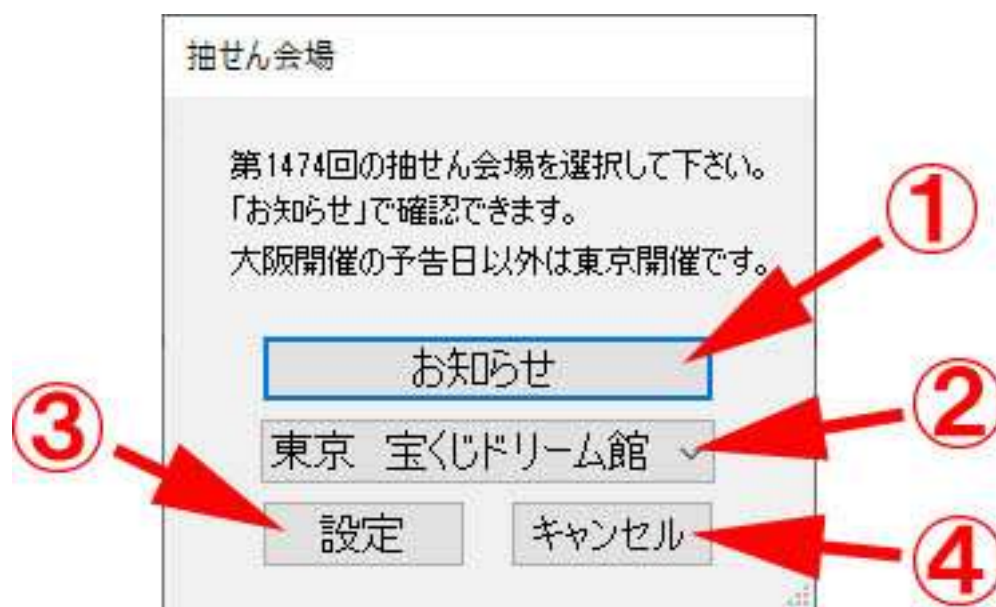 抽せん会場
第1474回の抽せん会場を選択して下さい。
「お知らせ」で確認できます。
大阪開催の予告日以外は東京開催です。
①
お知らせ
②
東京 宝くじドリーム館
③
設定
キャンセル
④